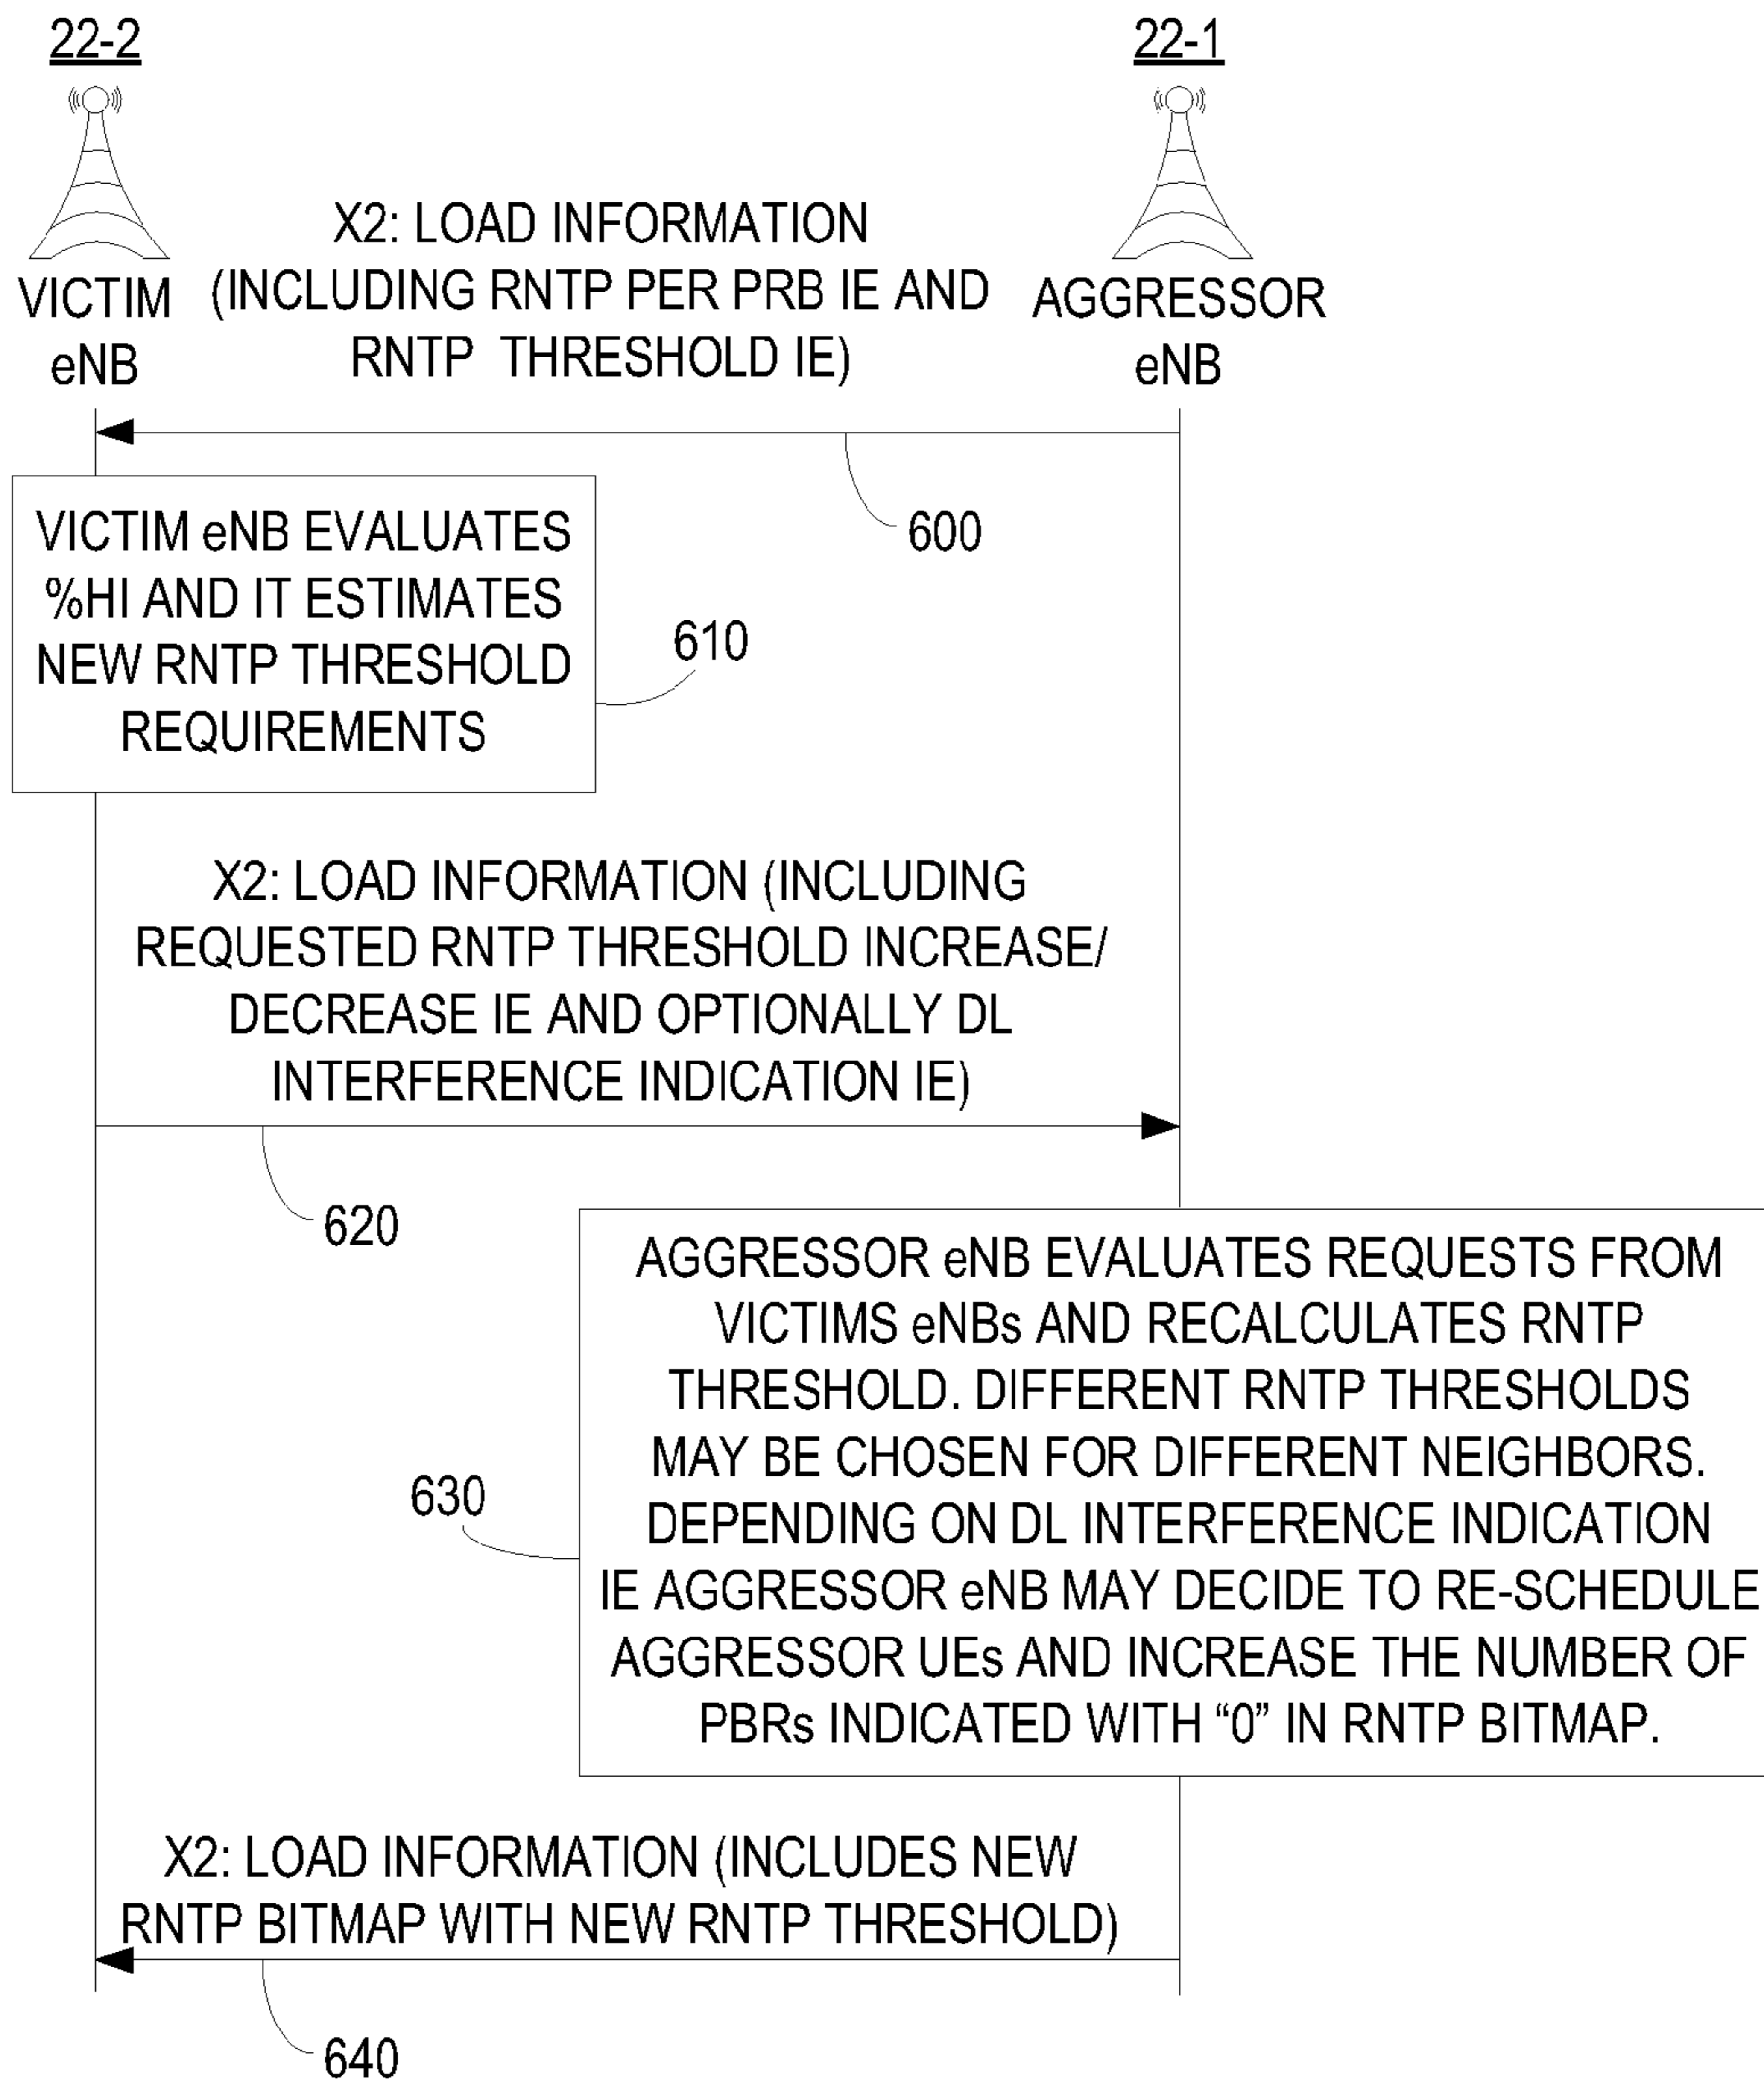 22-2
22-1
X2: LOAD INFORMATION
(INCLUDING RNTP PER PRB IE AND
RNTP THRESHOLD IE)
VICTIM
eNB
AGGRESSOR
eNB
600
VICTIM eNB EVALUATES
%HI AND IT ESTIMATES
NEW RNTP THRESHOLD
REQUIREMENTS
610
X2: LOAD INFORMATION (INCLUDING
REQUESTED RNTP THRESHOLD INCREASE/
DECREASE IE AND OPTIONALLY DL
INTERFERENCE INDICATION IE)
620
AGGRESSOR eNB EVALUATES REQUESTS FROM
VICTIMS eNBs AND RECALCULATES RNTP
THRESHOLD. DIFFERENT RNTP THRESHOLDS
MAY BE CHOSEN FOR DIFFERENT NEIGHBORS.
DEPENDING ON DL INTERFERENCE INDICATION
IE AGGRESSOR eNB MAY DECIDE TO RE-SCHEDULE
AGGRESSOR UEs AND INCREASE THE NUMBER OF
PBRs INDICATED WITH “0” IN RNTP BITMAP.
630
X2: LOAD INFORMATION (INCLUDES NEW
RNTP BITMAP WITH NEW RNTP THRESHOLD)
640